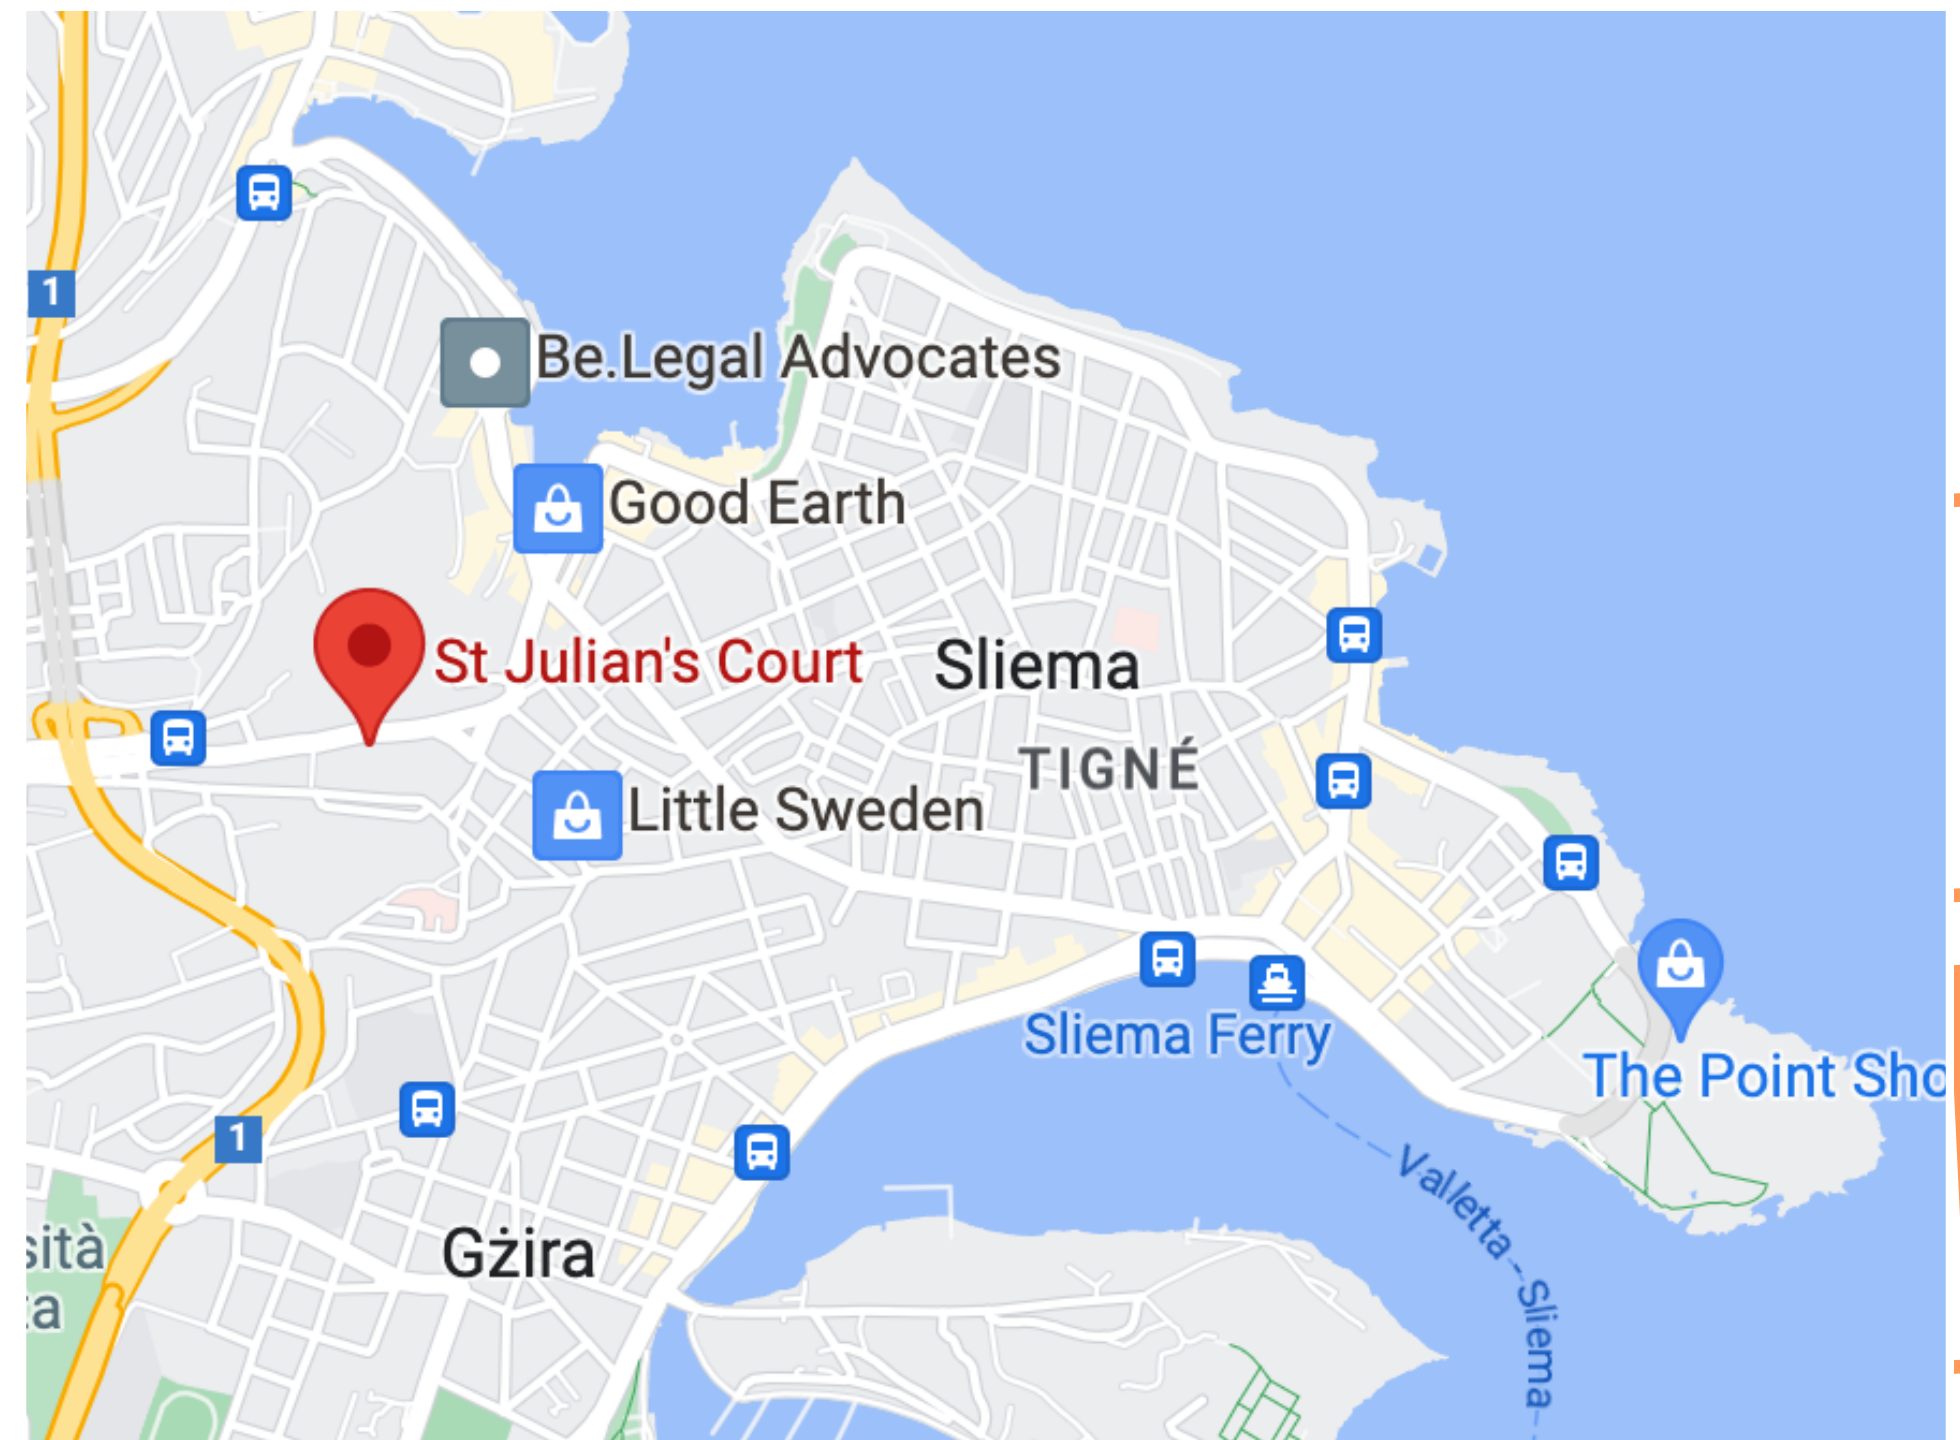 1
Be.Legal Advocates
Good Earth
St Julian's Court
Sliema
TIGNÉ
Little Sweden
Sliema Ferry
The Point Sho
1
Valletta - Sliema
Gżira
sità
ta